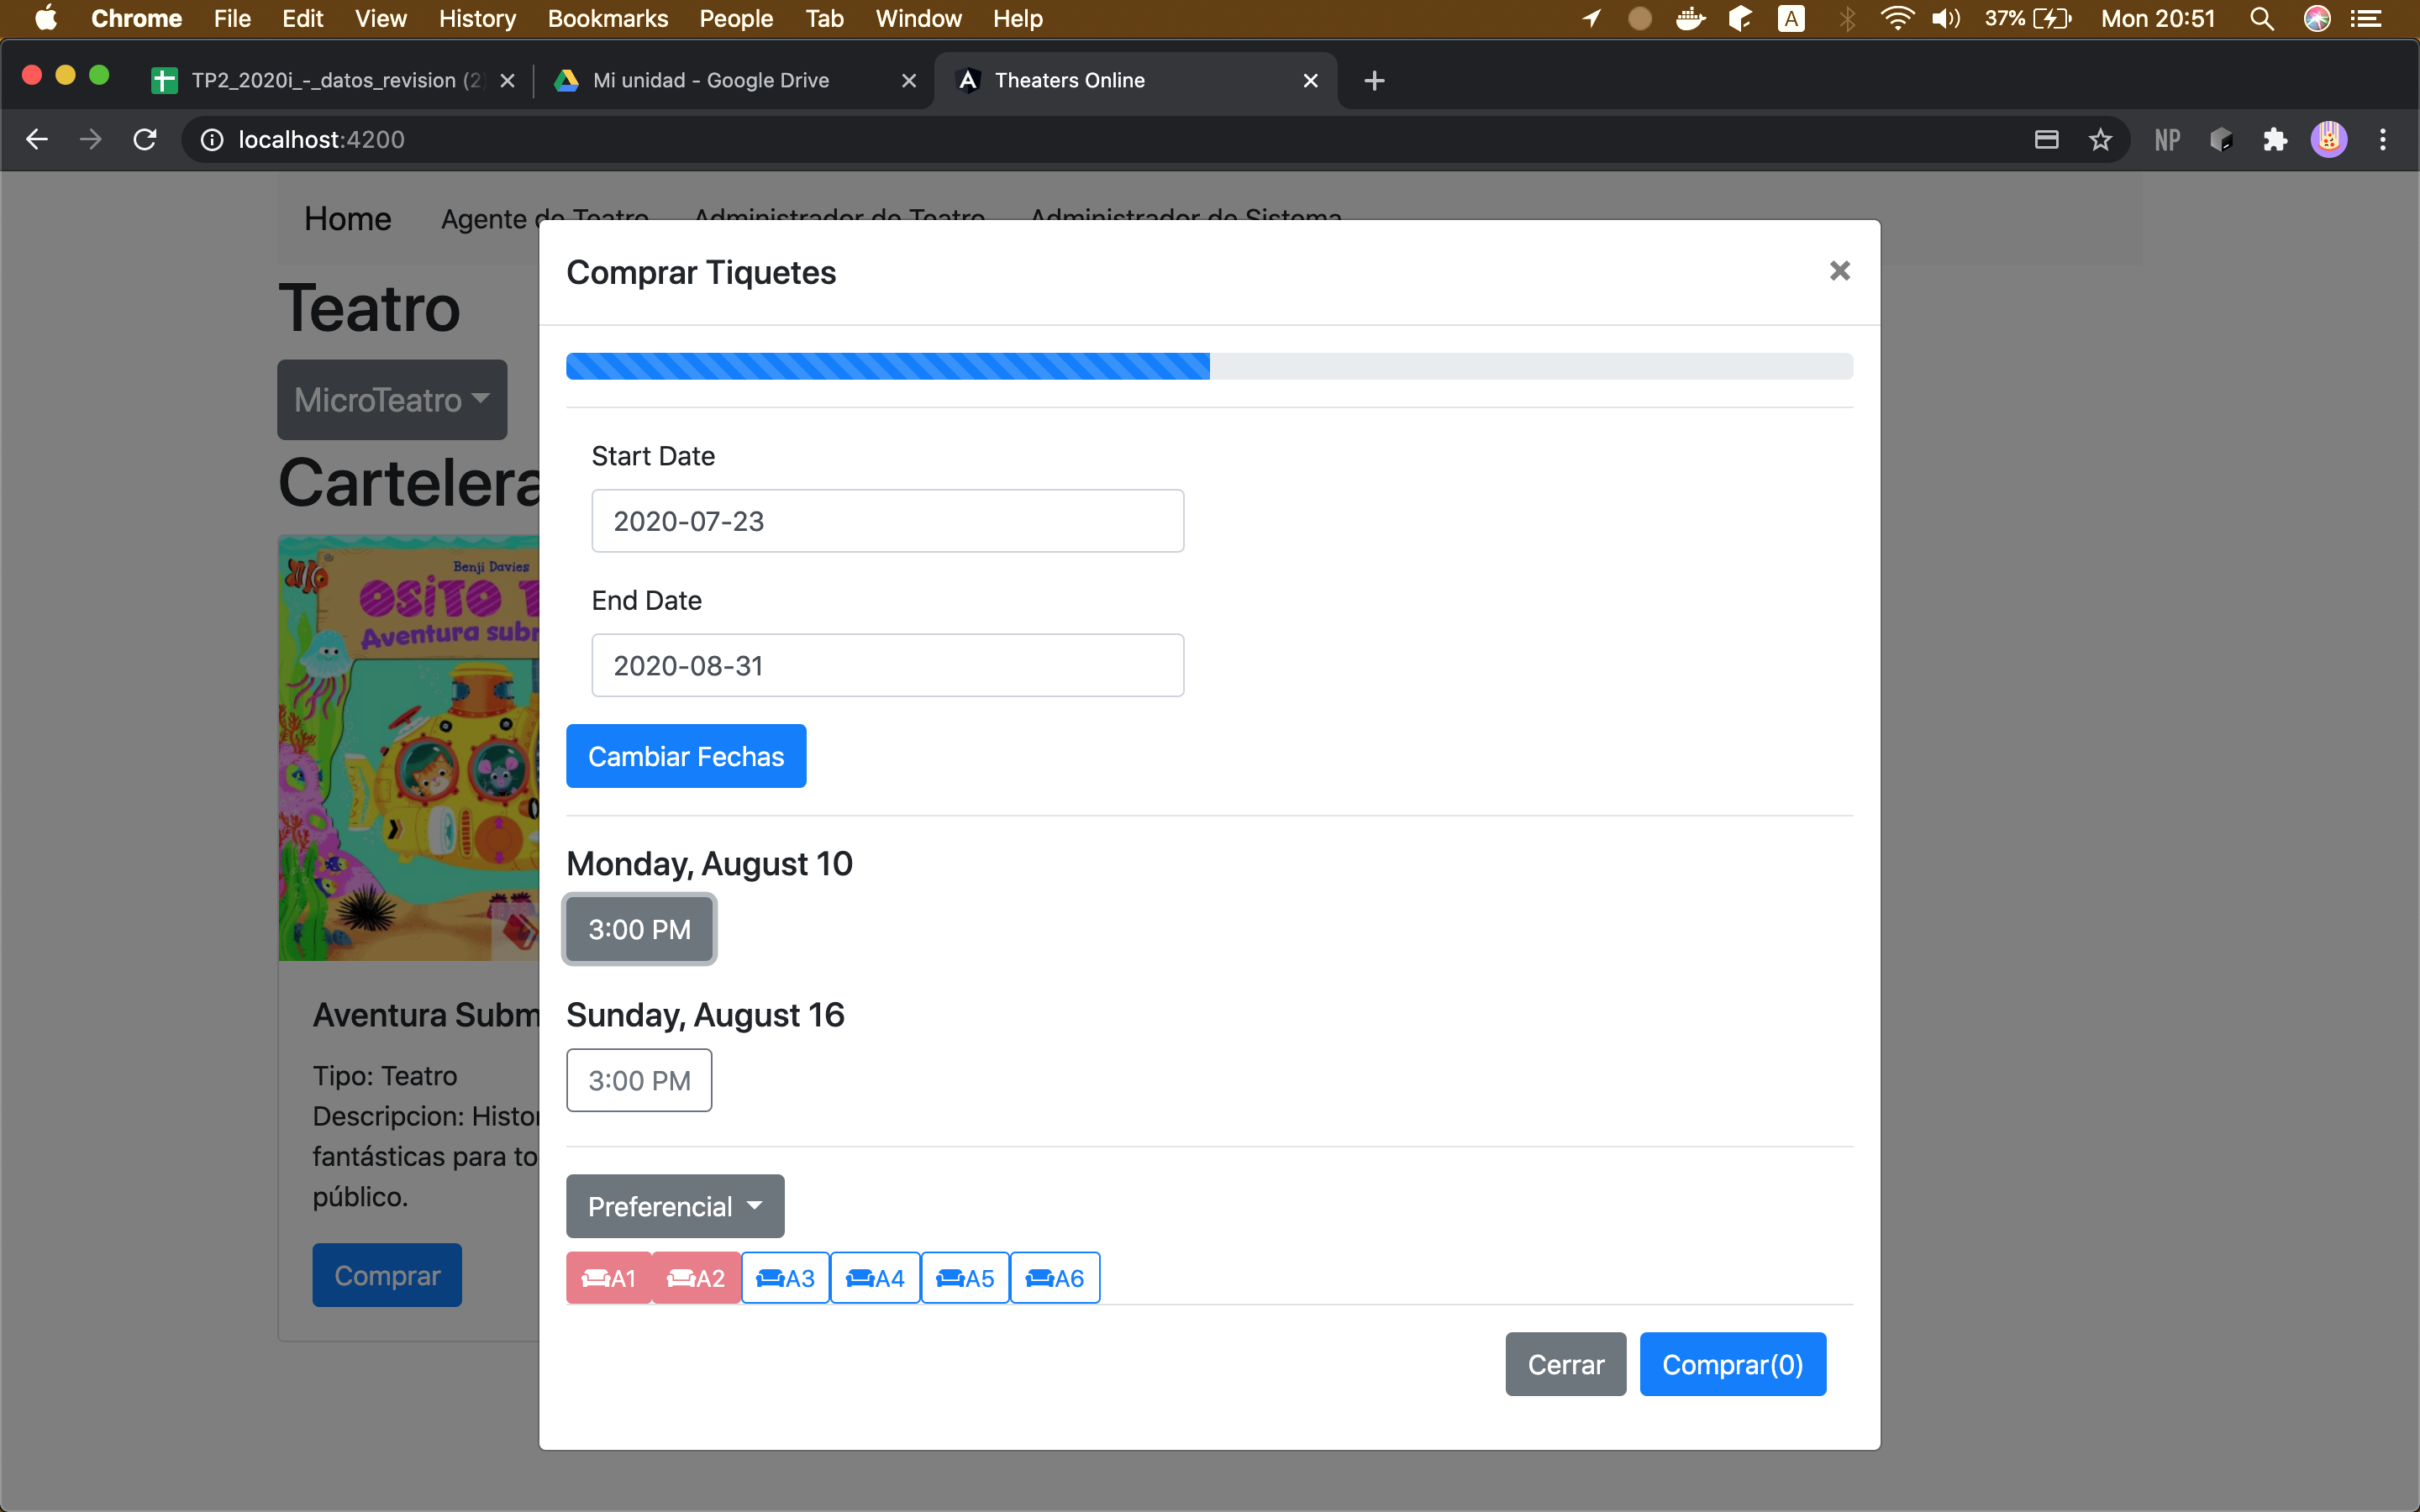 Chrome File Edit View History Bookmarks People Tab Window Help A 37% Mon 20:51
TP2_2020i_-_datos_revision (2) Mi unidad - Google Drive Theaters Online
localhost:4200 NP
Home Agente de Teatro Administrador de Teatro Administrador de Sistema
Comprar Tiquetes
Teatro
MicroTeatro
Cartelera
Start Date
2020-07-23
End Date
2020-08-31
Cambiar Fechas
Benji Davies
OSITO
Aventura
Monday, August 10
3:00 PM
Sunday, August 16
3:00 PM
Aventura Subm
Tipo: Teatro
Descripcion: Histor
fantásticas para to
público.
Comprar
Preferencial
A1 A2 A3 A4 A5 A6
Cerrar Comprar(0)